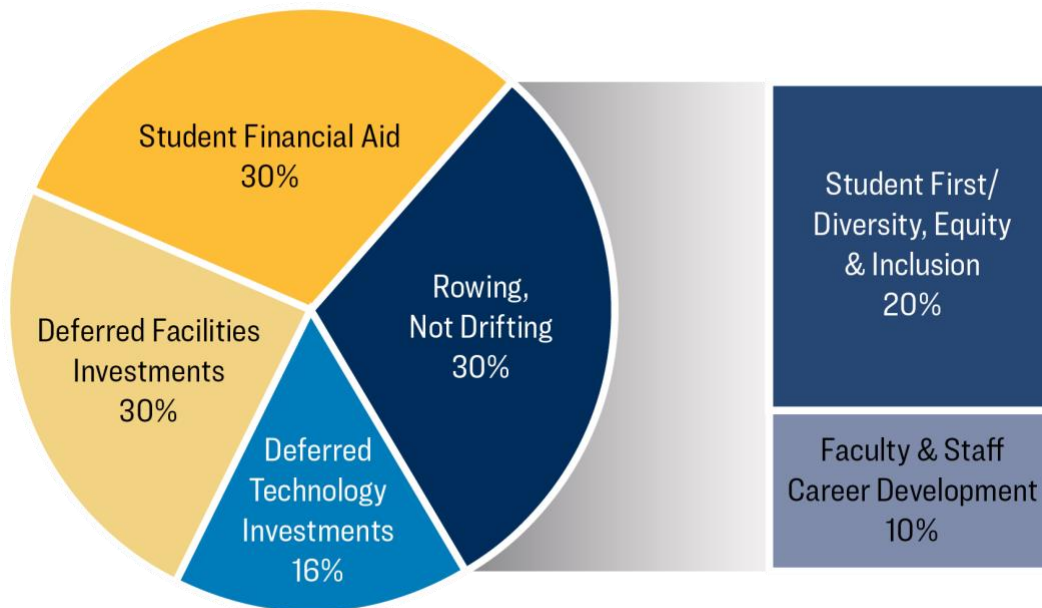 Student Financial Aid
30%
Rowing,
Not Drifting
30%
Deferred Facilities
Investments
30%
Deferred
Technology
Investments
16%
Student First/
Diversity, Equity
& Inclusion
20%
Faculty & Staff
Career Development
10%